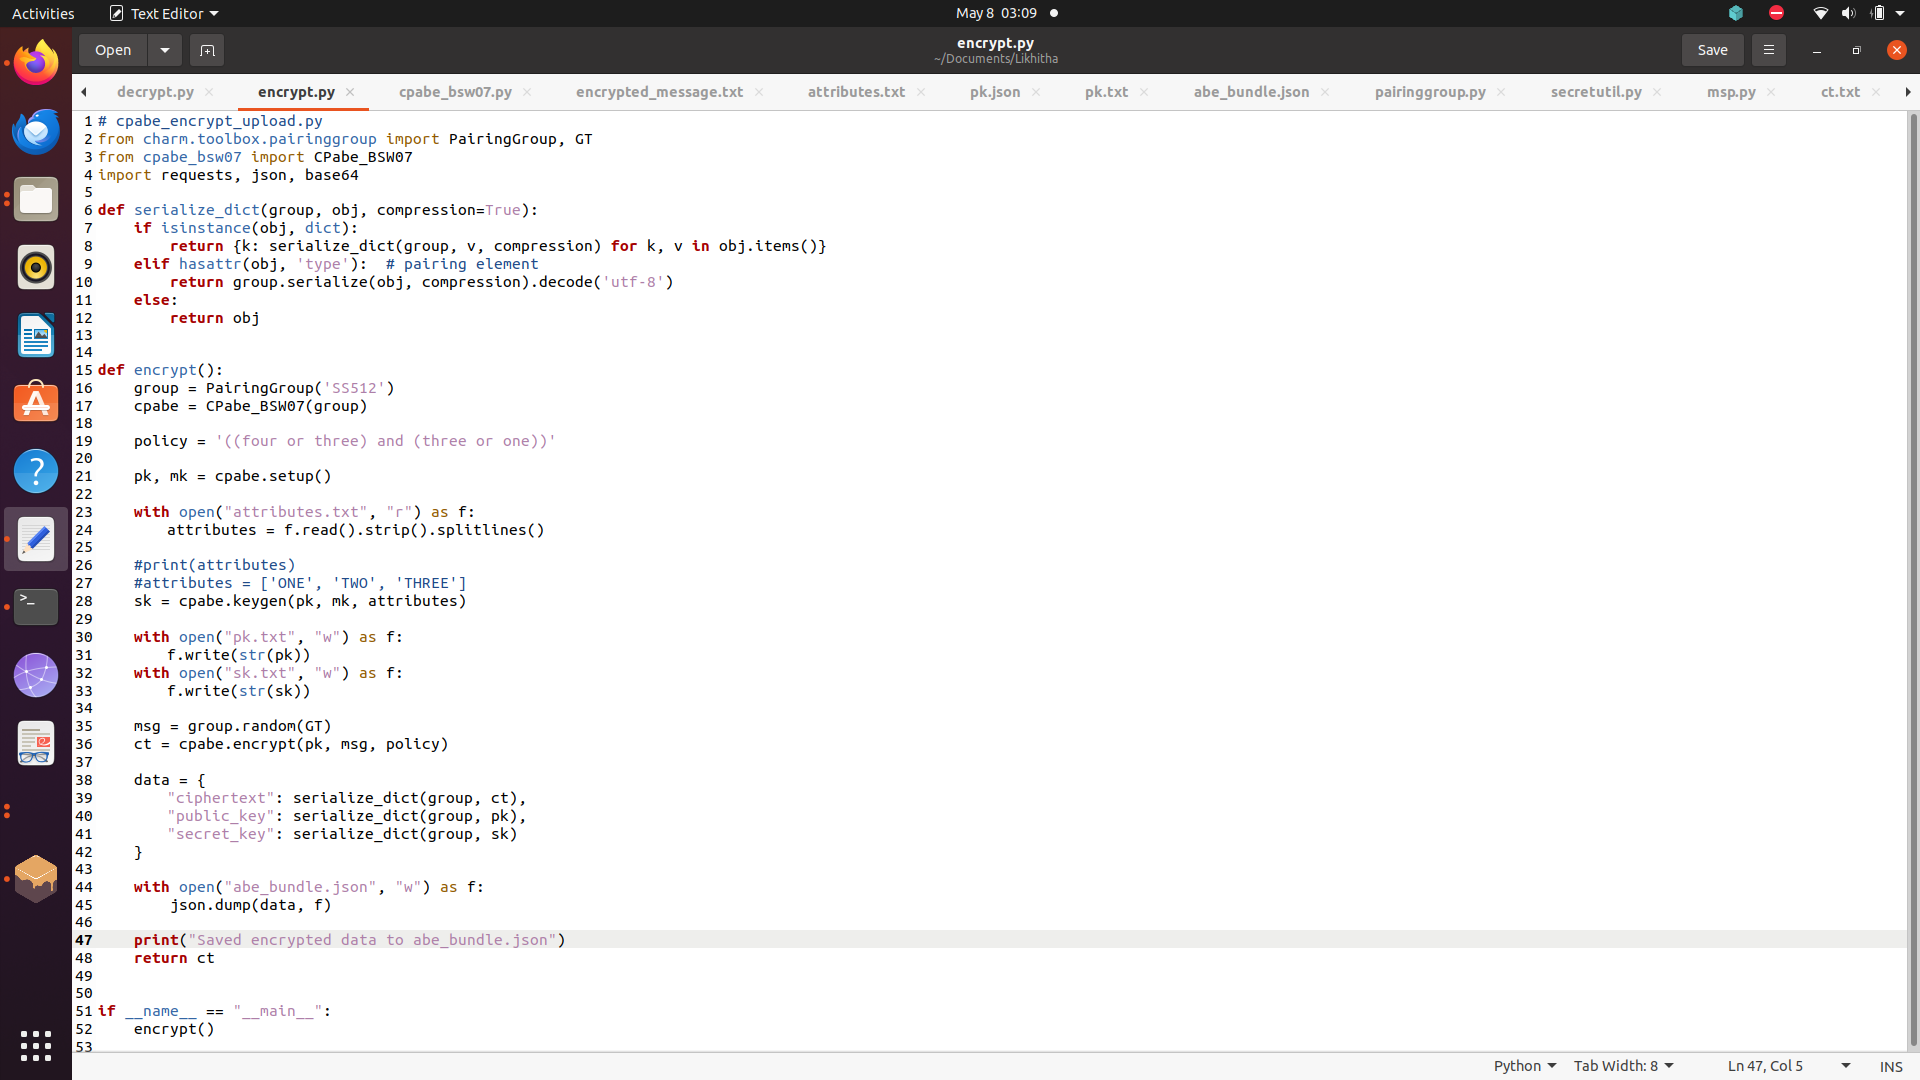 Activities
Text Editor
May 8 03:09
Open
encrypt.py
~/Documents/Likhitha
Save
decrypt.py
encrypt.py
cpabe_bsw07.py
encrypted_message.txt
attributes.txt
pk.json
pk.txt
abe_bundle.json
pairinggroup.py
secretutil.py
msp.py
ct.txt
1 # cpabe_encrypt_upload.py
2 from charm.toolbox.pairinggroup import PairingGroup, GT
3 from cpabe_bsw07 import CPabe_BSW07
4 import requests, json, base64
5
6 def serialize_dict(group, obj, compression=True):
7     if isinstance(obj, dict):
8         return {k: serialize_dict(group, v, compression) for k, v in obj.items()}
9     elif hasattr(obj, 'type'):  # pairing element
10         return group.serialize(obj, compression).decode('utf-8')
11     else:
12         return obj
13
14
15 def encrypt():
16     group = PairingGroup('SS512')
17     cpabe = CPabe_BSW07(group)
18
19     policy = '((four or three) and (three or one))'
20
21     pk, mk = cpabe.setup()
22
23     with open("attributes.txt", "r") as f:
24         attributes = f.read().strip().splitlines()
25
26     #print(attributes)
27     #attributes = ['ONE', 'TWO', 'THREE']
28     sk = cpabe.keygen(pk, mk, attributes)
29
30     with open("pk.txt", "w") as f:
31         f.write(str(pk))
32     with open("sk.txt", "w") as f:
33         f.write(str(sk))
34
35     msg = group.random(GT)
36     ct = cpabe.encrypt(pk, msg, policy)
37
38     data = {
39         "ciphertext": serialize_dict(group, ct),
40         "public_key": serialize_dict(group, pk),
41         "secret_key": serialize_dict(group, sk)
42     }
43
44     with open("abe_bundle.json", "w") as f:
45         json.dump(data, f)
46
47     print("Saved encrypted data to abe_bundle.json")
48     return ct
49
50
51 if __name__ == "__main__":
52     encrypt()
53
Python
Tab Width: 8
Ln 47, Col 5
INS